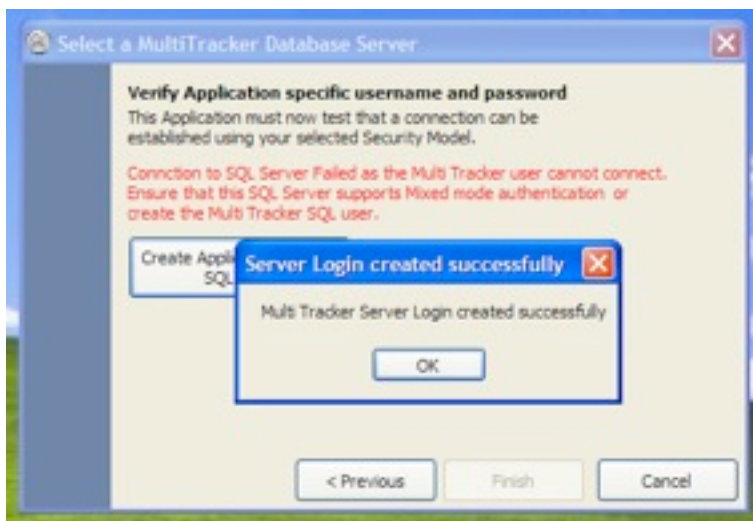 Select a MultiTracker Database Server
Verify Application specific username and password
This Application must now test that a connection can be
established using your selected Security Model.
Connction to SQL Server Failed as the Multi Tracker user cannot connect.
Ensure that this SQL Server supports Mixed mode authentication or
create the Multi Tracker SQL user.
Create
SQL
Server Login created successfully
Multi Tracker Server Login created successfully
OK
< Previous
Finish
Cancel